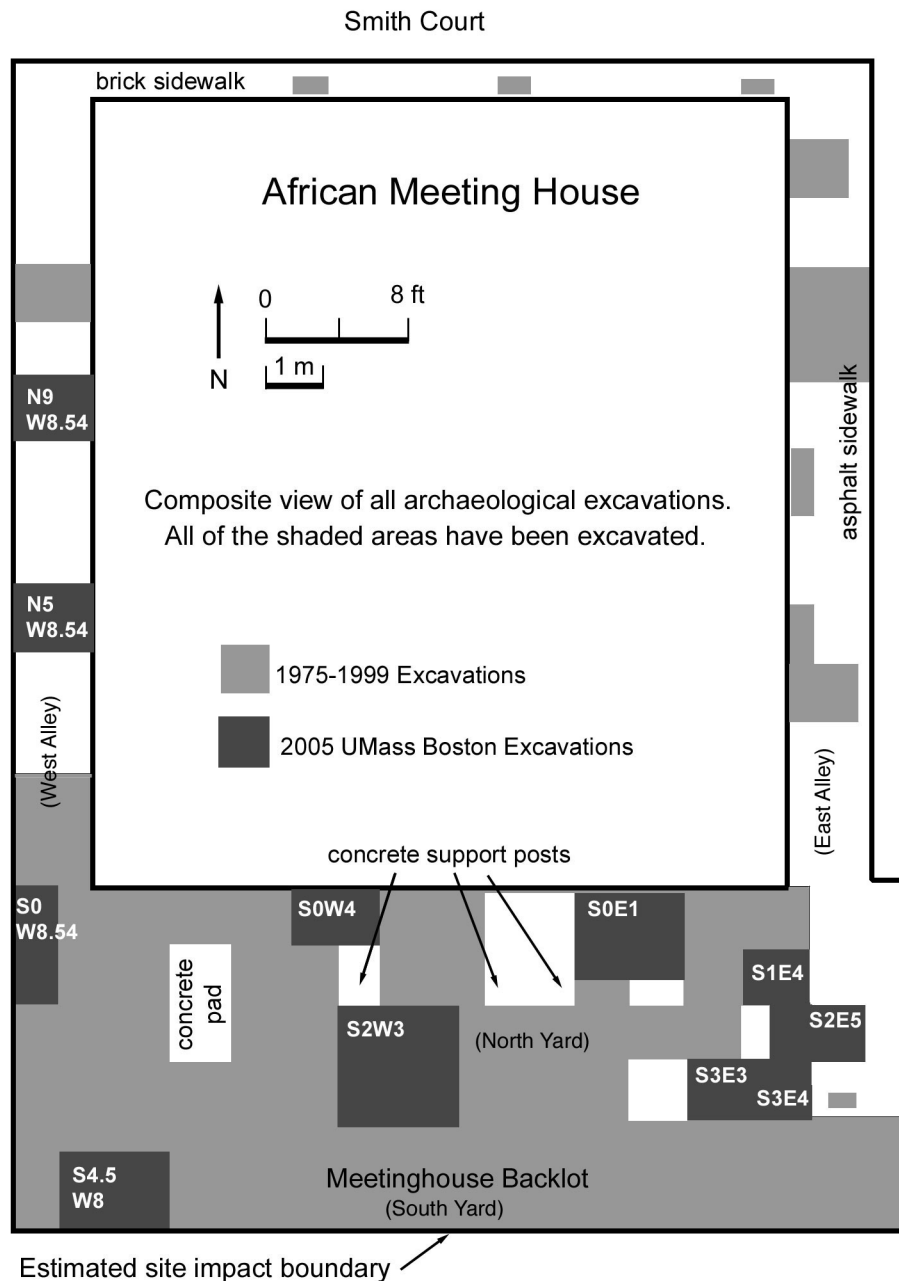 Smith Court
brick sidewalk
African Meeting House
0 8 ft
1 m
N
N9
W8.54
asphalt sidewalk
Composite view of all archaeological excavations.
All of the shaded areas have been excavated.
N5
W8.54
1975-1999 Excavations
2005 UMass Boston Excavations
(West Alley)
(East Alley)
concrete support posts
S0
W8.54
S0W4
S0E1
concrete
pad
S1E4
S2W3
(North Yard)
S2E5
S3E3
S3E4
S4.5
W8
Meetinghouse Backlot
(South Yard)
Estimated site impact boundary